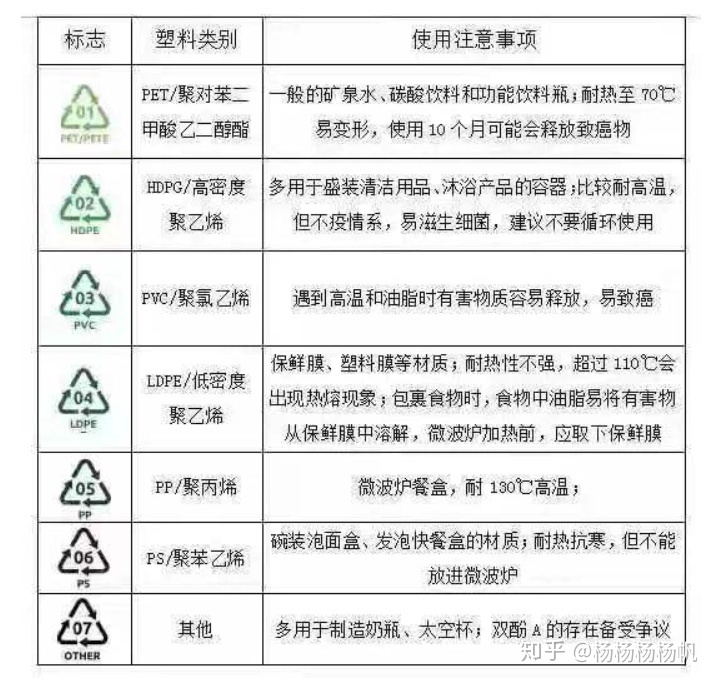 标志 塑料类别 使用注意事项
01
PET/PETE
PET/聚对苯二
甲酸乙二醇酯
一般的矿泉水、碳酸饮料和功能饮料瓶；耐热至70℃
易变形，使用10个月可能会释放致癌物
02
HDPE
HDPG/高密度
聚乙烯
多用于盛装清洁用品、沐浴产品的容器；比较耐高温，
但不疫情系，易滋生细菌，建议不要循环使用
03
PVC
PVC/聚氯乙烯
遇到高温和油脂时有害物质容易释放，易致癌
04
LDPE
LDPE/低密度
聚乙烯
保鲜膜、塑料膜等材质；耐热性不强，超过110℃会
出现热熔现象；包裹食物时，食物中油脂易将有害物
从保鲜膜中溶解，微波炉加热前，应取下保鲜膜
05
PP
PP/聚丙烯
微波炉餐盒，耐130℃高温；
06
PS
PS/聚苯乙烯
碗装泡面盒、发泡快餐盒的材质；耐热抗寒，但不能
放进微波炉
07
OTHER
其他
多用于制造奶瓶、太空杯；双酚A的存在备受争议
知乎 @杨杨杨杨帆